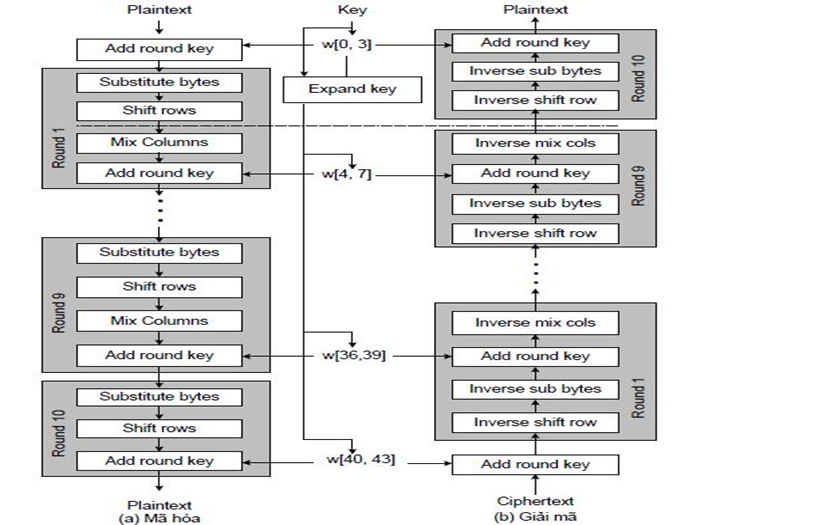 Plaintext
Add round key
Substitute bytes
Shift rows
Mix Columns
Add round key
Round 1
Substitute bytes
Shift rows
Mix Columns
Add round key
Round 9
Substitute bytes
Shift rows
Add round key
Round 10
Plaintext
(a) Mã hóa
Key
w[0, 3]
Expand key
w[4, 7]
w[36,39]
w[40, 43]
Plaintext
Add round key
Inverse sub bytes
Inverse shift row
Round 10
Inverse mix cols
Add round key
Inverse sub bytes
Inverse shift row
Round 9
Inverse mix cols
Add round key
Inverse sub bytes
Inverse shift row
Round 1
Add round key
Ciphertext
(b) Giải mã